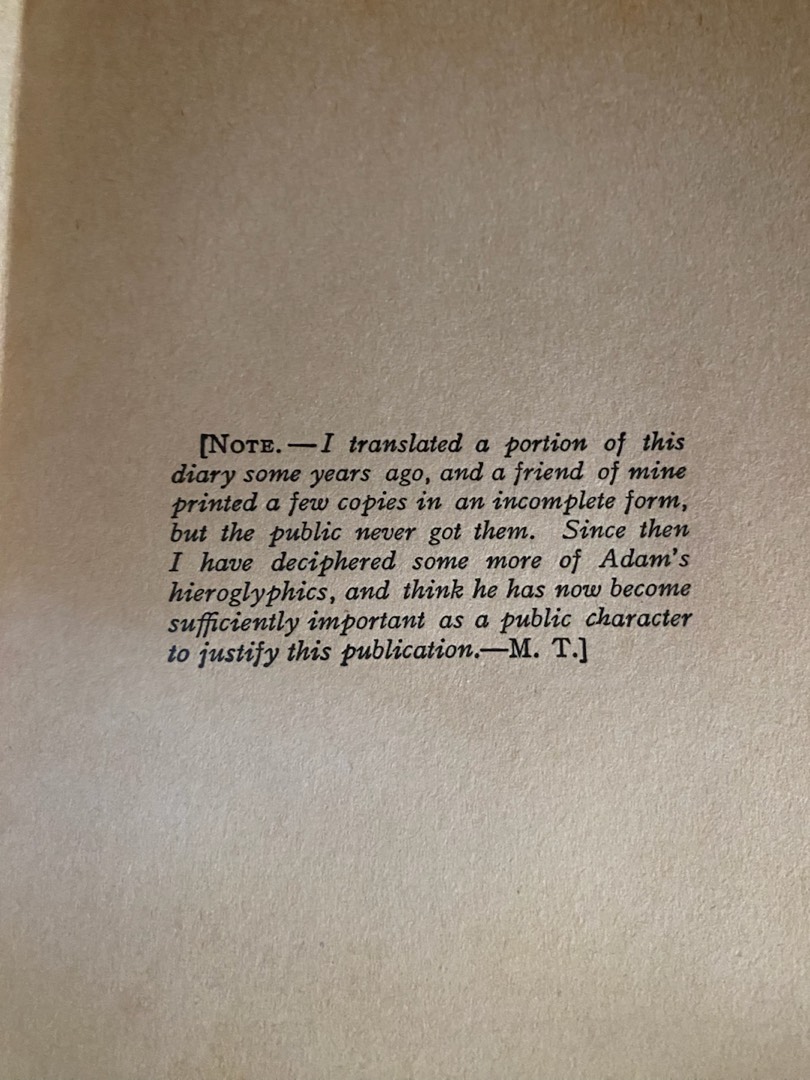 [NOTE.—I translated a portion of this
diary some years ago, and a friend of mine
printed a few copies in an incomplete form,
but the public never got them. Since then
I have deciphered some more of Adam's
hieroglyphics, and think he has now become
sufficiently important as a public character
to justify this publication.—M. T.]